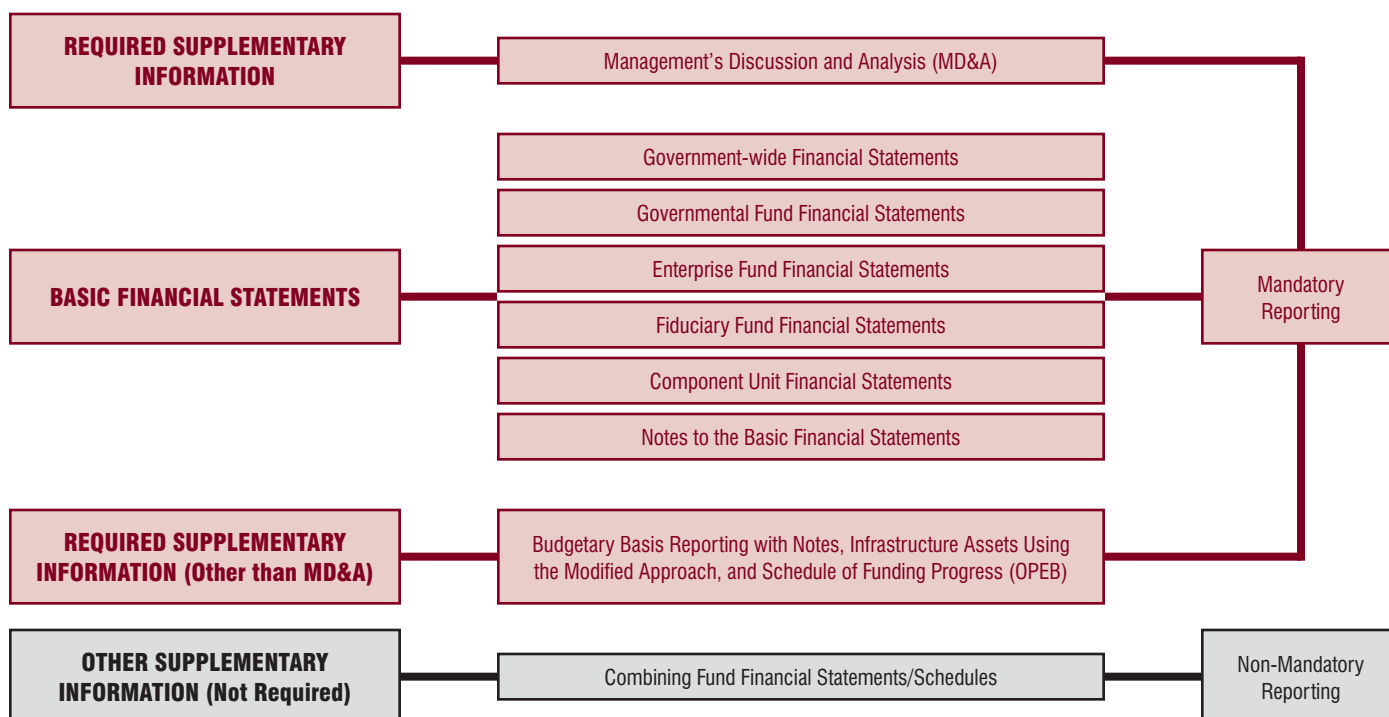 REQUIRED SUPPLEMENTARY
INFORMATION
Management’s Discussion and Analysis (MD&A)
Government-wide Financial Statements
Governmental Fund Financial Statements
BASIC FINANCIAL STATEMENTS
Enterprise Fund Financial Statements
Fiduciary Fund Financial Statements
Component Unit Financial Statements
Notes to the Basic Financial Statements
Mandatory
Reporting
REQUIRED SUPPLEMENTARY
INFORMATION (Other than MD&A)
Budgetary Basis Reporting with Notes, Infrastructure Assets Using
the Modified Approach, and Schedule of Funding Progress (OPEB)
OTHER SUPPLEMENTARY
INFORMATION (Not Required)
Combining Fund Financial Statements/Schedules
Non-Mandatory
Reporting